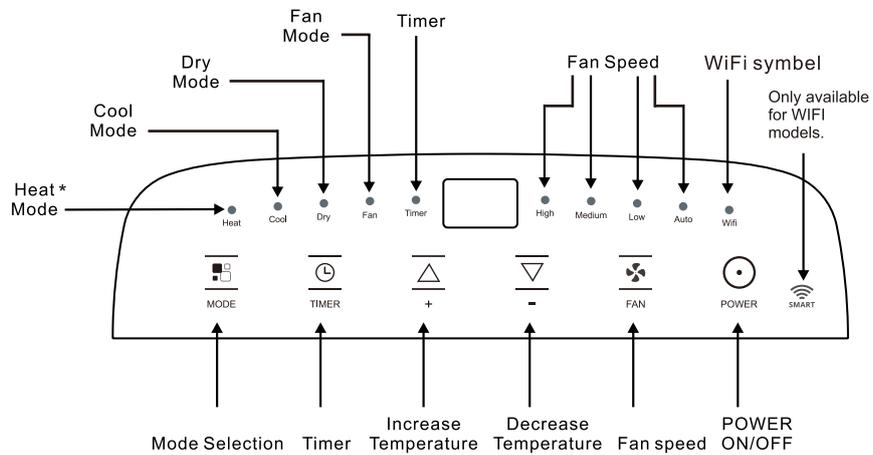 Fan
Mode
Timer
Dry
Mode
Fan Speed
WiFi symbel
Cool
Mode
Only available
for WIFI
models.
Heat *
Mode
Heat
Cool
Dry
Fan
Timer
High
Medium
Low
Auto
Wifi
MODE
TIMER
+
-
FAN
POWER
SMART
Mode Selection
Timer
Increase
Temperature
Decrease
Temperature
Fan speed
POWER
ON/OFF